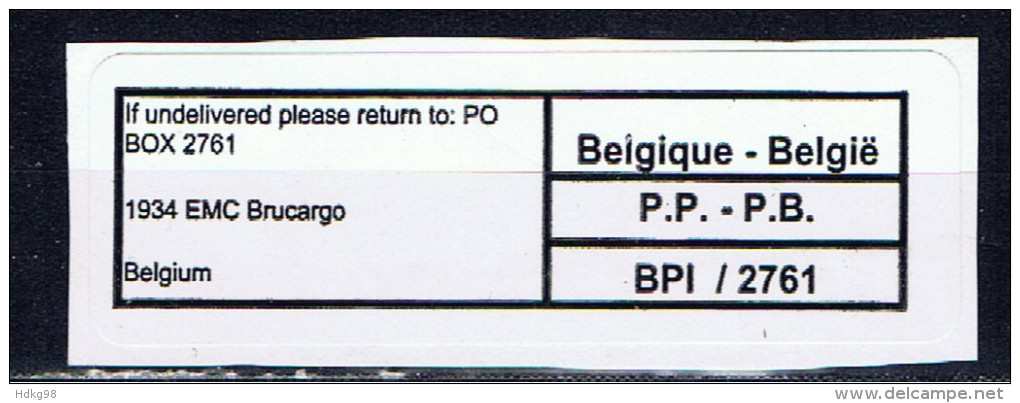 If undelivered please return to: PO
BOX 2761
1934 EMC Brucargo
Belgium
Belgique - België
P.P. - P.B.
BPI / 2761
Hdkg98
www.delcampe.net